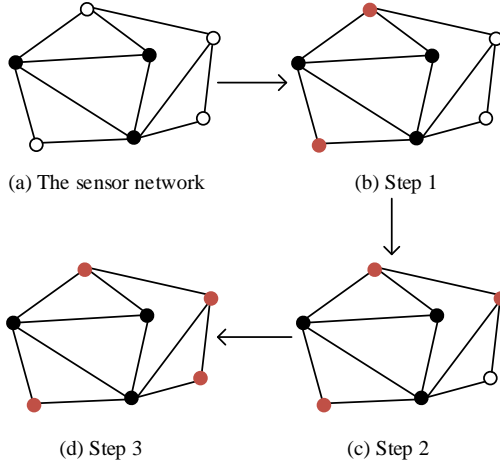 (a) The sensor network
(b) Step 1
(d) Step 3
(c) Step 2